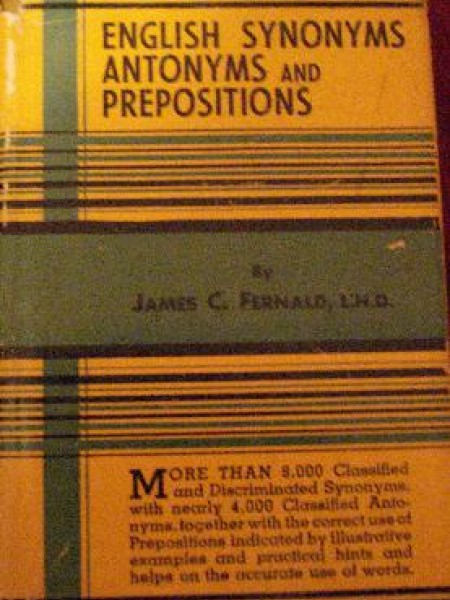 ENGLISH SYNONYMS
ANTONYMS AND
PREPOSITIONS
By
JAMES C. FERNALD, L.H.D.
MORE THAN 8,000 Classified
and Discriminated Synonyms,
with nearly 4,000 Classified Anto-
nyms, together with the correct use of
Prepositions indicated by illustrative
examples and practical hints and
helps on the accurate use of words.